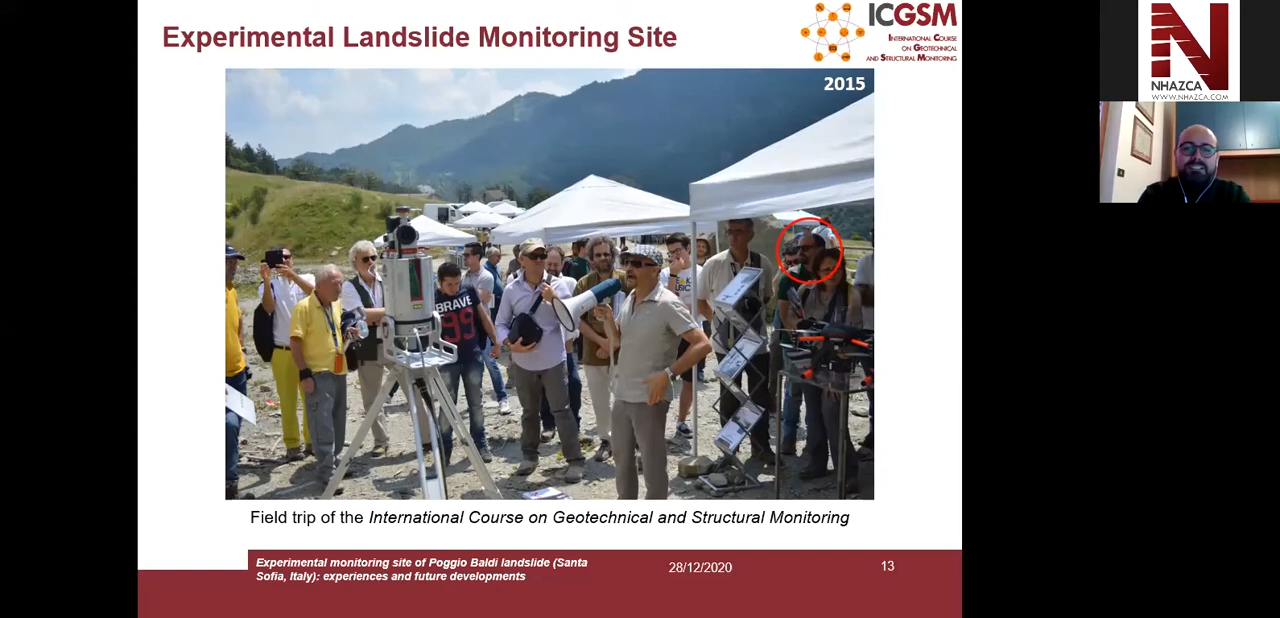 Experimental Landslide Monitoring Site
ICGSM
INTERNATIONAL COURSE
ON GEOTECHNICAL
AND STRUCTURAL MONITORING
2015
NHAZCA
WWW.NHAZCA.COM
BRAVE
99
Field trip of the International Course on Geotechnical and Structural Monitoring
Experimental monitoring site of Poggio Baldi landslide (Santa
Sofia, Italy): experiences and future developments
28/12/2020
13